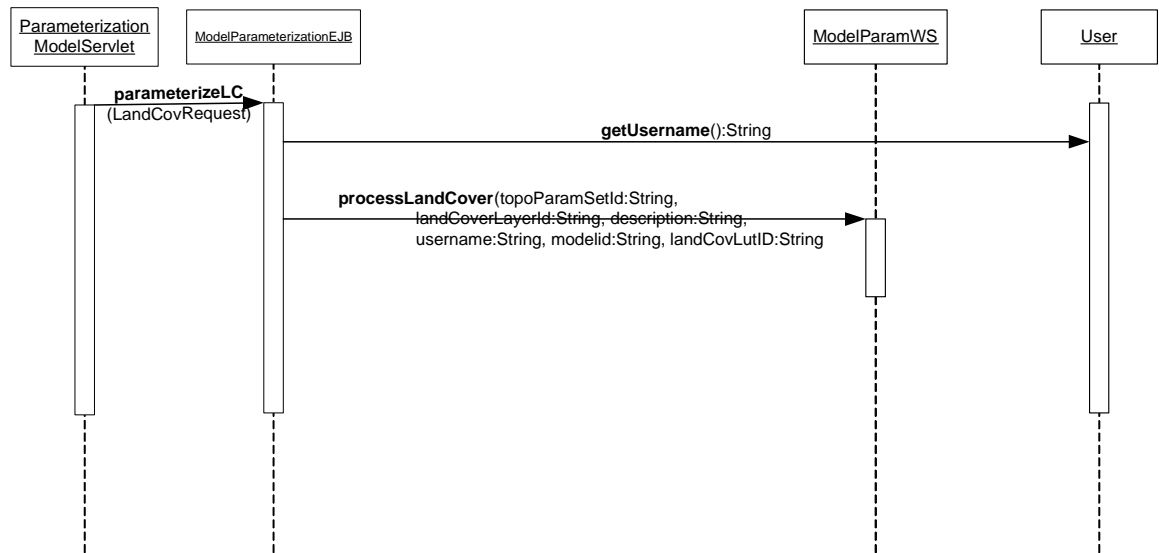 Parameterization
ModelServlet
ModelParameterizationEJB
ModelParamWS
User
parameterizeLC
(LandCovRequest)
getUsername():String
processLandCover(topoParamSetId:String,
landCoverLayerId:String, description:String,
username:String, modelid:String, landCovLutID:String